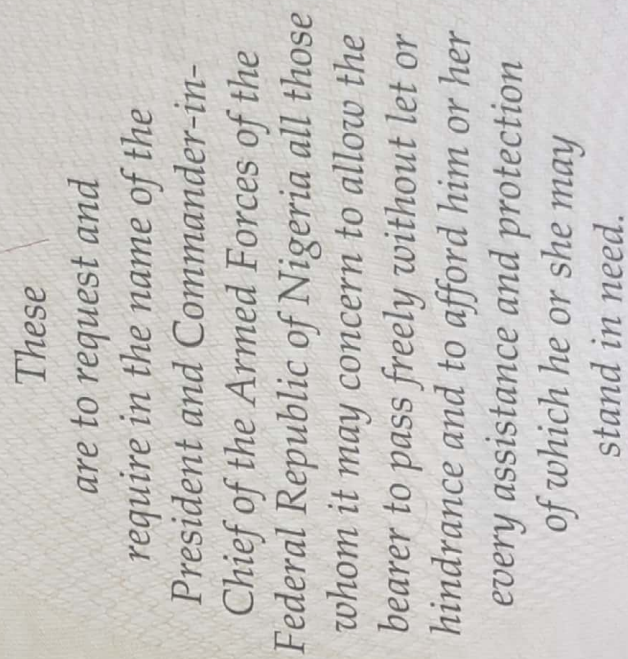 These
are to request and
require in the name of the
President and Commander-in-
Chief of the Armed Forces of the
Federal Republic of Nigeria all those
whom it may concern to allow the
bearer to pass freely without let or
hindrance and to afford him or her
every assistance and protection
of which he or she may
stand in need.